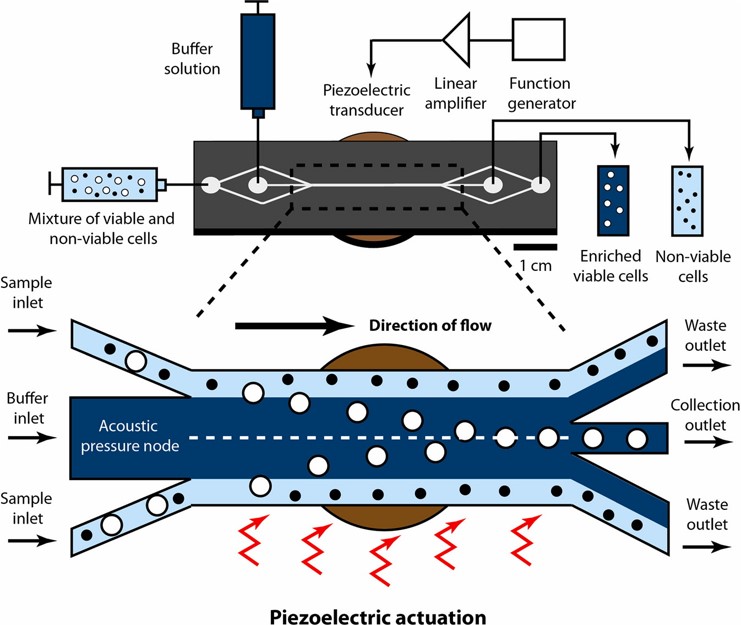 Buffer
solution
Piezoelectric
transducer
Linear
amplifier
Function
generator
Mixture of viable and
non-viable cells
1 cm
Enriched
viable cells
Non-viable
cells
Sample
inlet
Direction of flow
Waste
outlet
Buffer
inlet
Acoustic
pressure node
Collection
outlet
Sample
inlet
Waste
outlet
Piezoelectric actuation